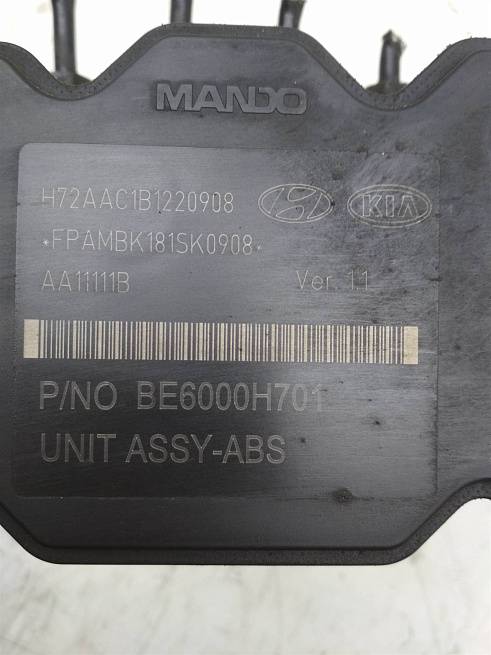 MANDO
H72AAC1B1220908
KIA
*FPAMBK181SK0908*
AA11111B Ver. 1.1
P/NO BE6000H701
UNIT ASSY-ABS